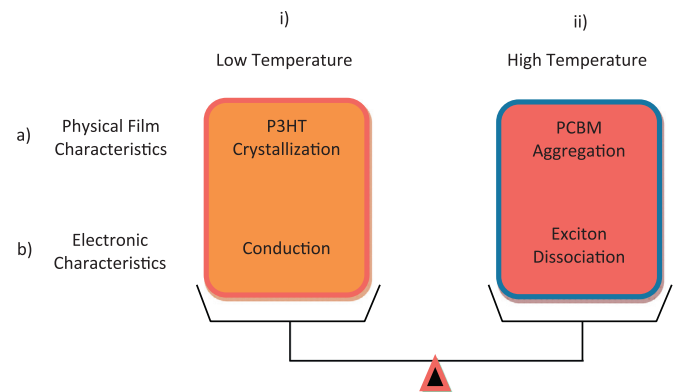 i)
ii)
Low Temperature
High Temperature
a)
Physical Film
Characteristics
P3HT
Crystallization
PCBM
Aggregation
b)
Electronic
Characteristics
Conduction
Exciton
Dissociation